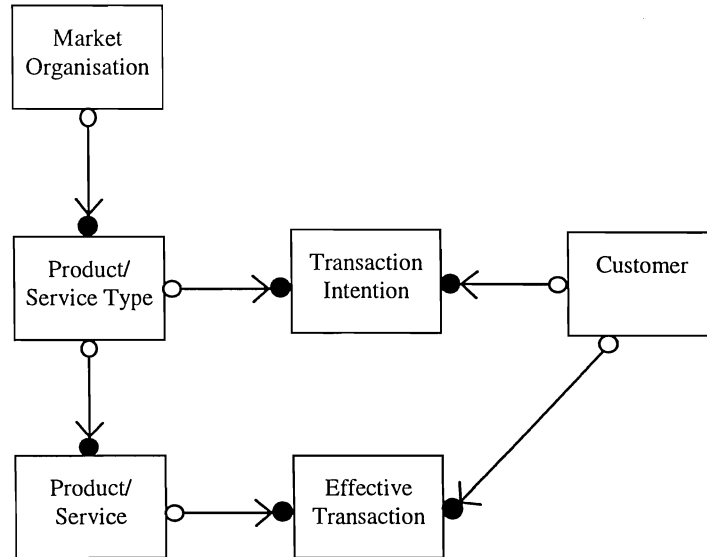 Market
Organisation
Product/
Service Type
Transaction
Intention
Customer
Product/
Service
Effective
Transaction